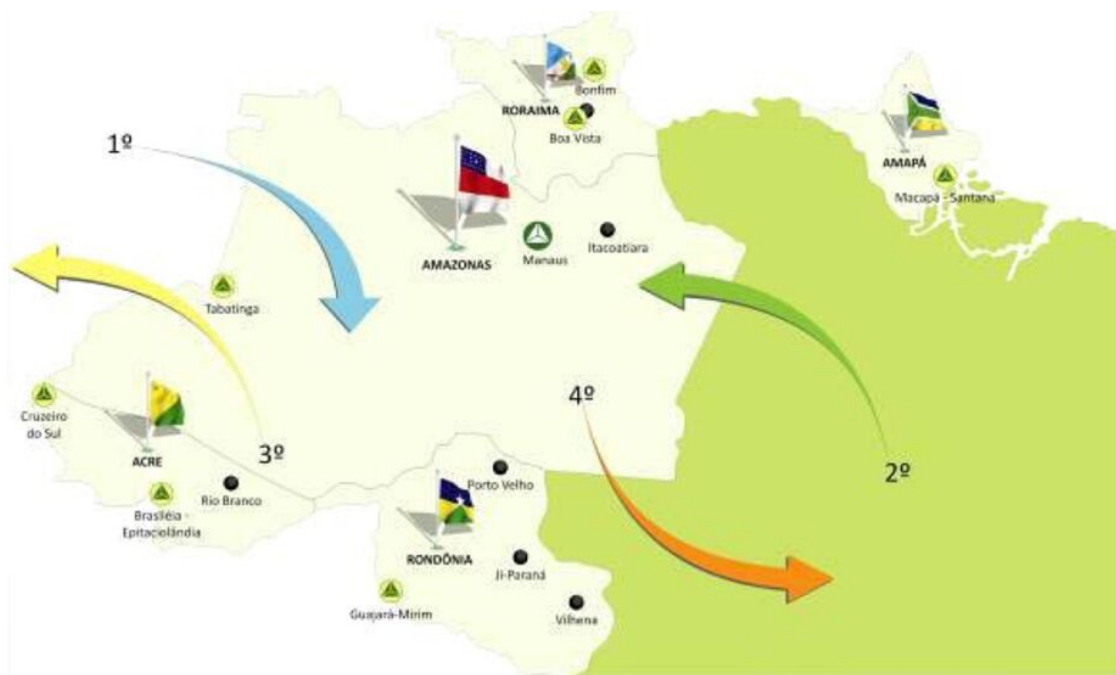 Bonfim
RORAIMA
Boa Vista
1º
AMAPÁ
Macapá - Santana
AMAZONAS
Manaus
Itacoatiara
Tabatinga
4º
Cruzeiro
do Sul
3º
ACRE
2º
Porto Velho
Rio Branco
Brasiléia -
Epitaciolândia
RONDÔNIA
Ji-Paraná
Guajará-Mirim
Vilhena